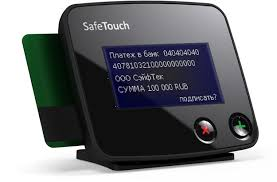 SafeTouch
Платеж в банк: 040404040
40781032100000000000
ООО СэйфТек
СУММА 100 000 RUB
подписать?